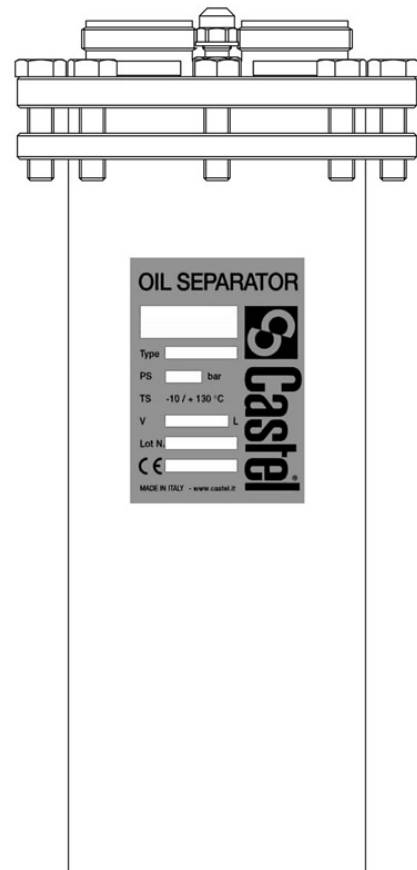 OIL SEPARATOR
Type
PS bar
TS -10 / + 130 °C
V L
Lot N.
CE
MADE IN ITALY - www.castel.it
Castel®